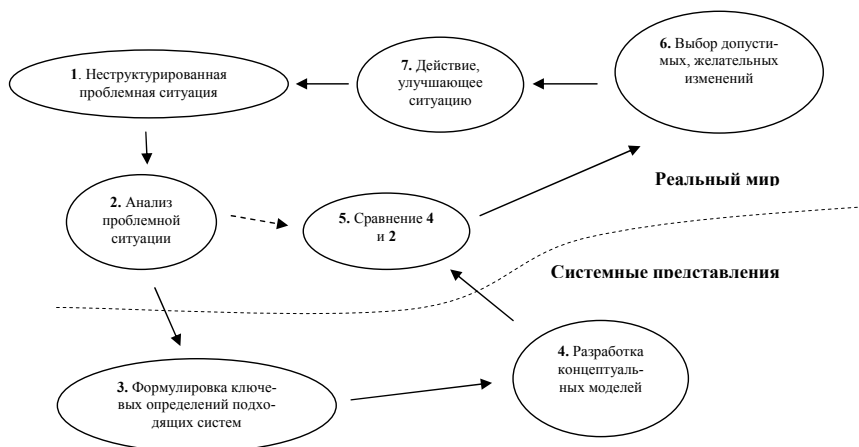 1. Неструктурированная
проблемная ситуация
7. Действие,
улучшающее
ситуацию
6. Выбор допусти-
мых, желательных
изменений
2. Анализ
проблемной
ситуации
5. Сравнение 4
и 2
Реальный мир
Системные представления
3. Формулировка ключе-
вых определений подхо-
дящих систем
4. Разработка
концептуаль-
ных моделей